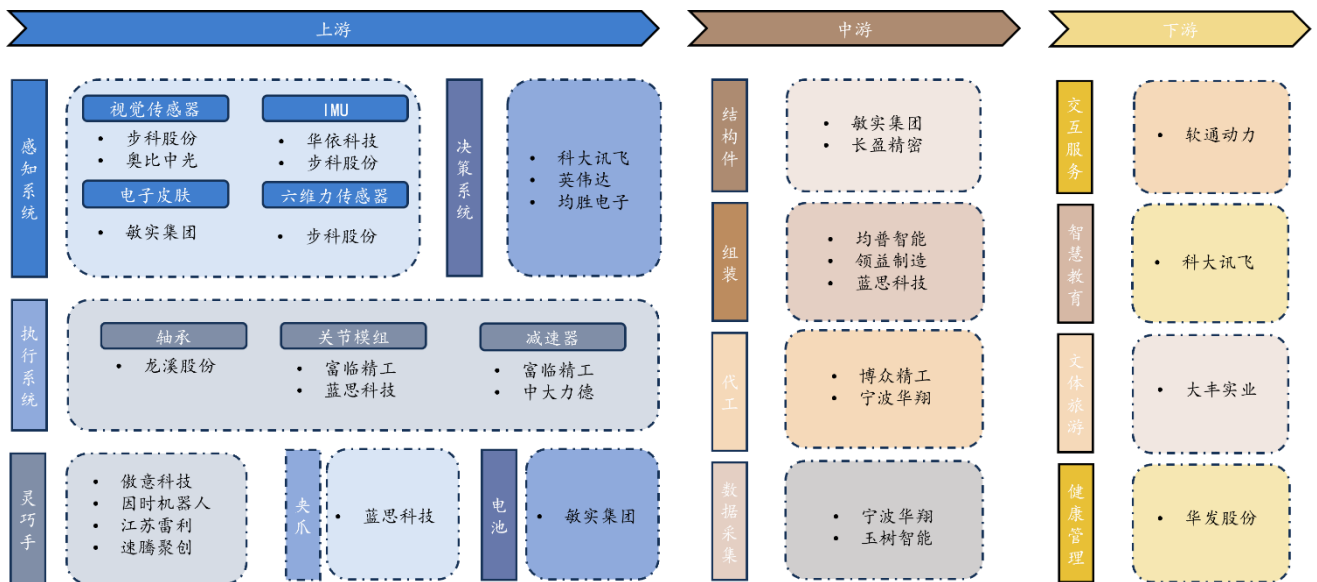 上游
中游
下游
感知系统
视觉传感器
步科股份
奥比中光
IMU
华依科技
步科股份
电子皮肤
敏实集团
六维力传感器
步科股份
决策系统
科大讯飞
英伟达
均胜电子
执行系统
轴承
龙溪股份
关节模组
富临精工
蓝思科技
减速器
富临精工
中大力德
灵巧手
傲意科技
因时机器人
江苏雷利
速腾聚创
夹爪
蓝思科技
电池
敏实集团
结构件
敏实集团
长盈精密
组装
均普智能
领益制造
蓝思科技
代工
博众精工
宁波华翔
数据采集
宁波华翔
玉树智能
交互服务
软通动力
智慧教育
科大讯飞
文体旅游
大丰实业
健康管理
华发股份